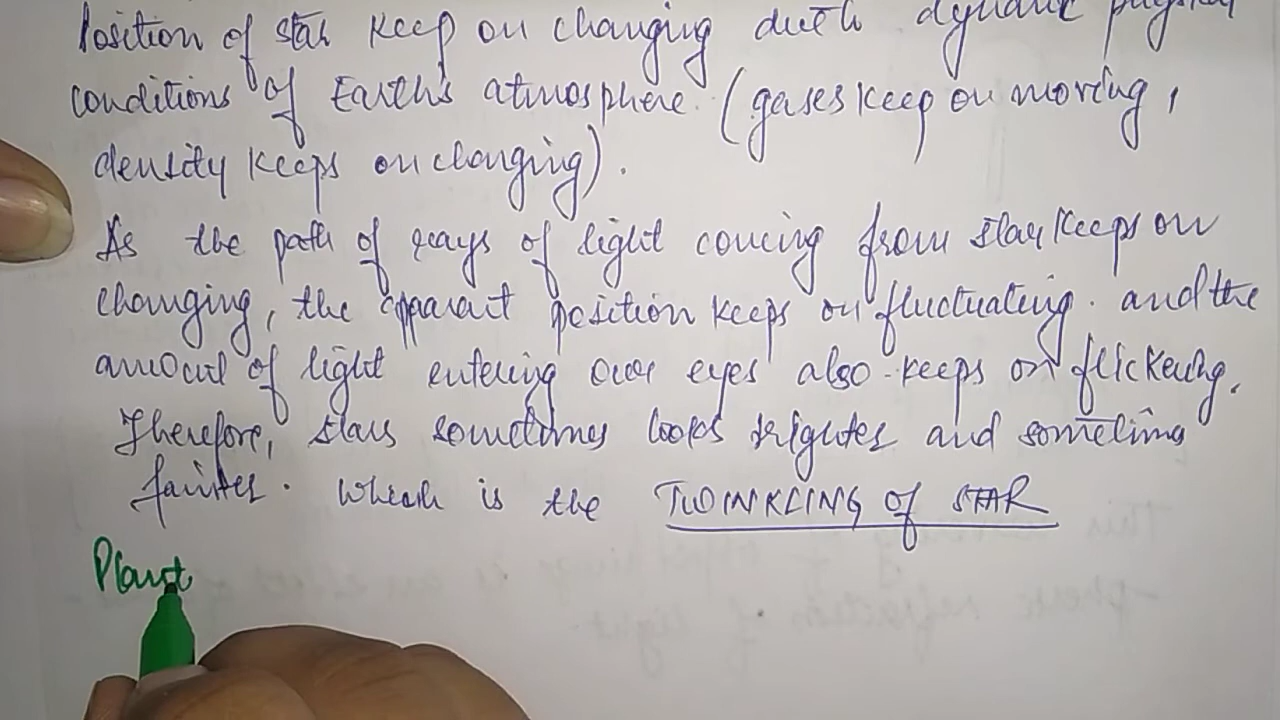 Position of star keep on changing due to dynamic physical
conditions of Earth's atmosphere. (gases keep on moving,
density keeps on changing).
As the path of rays of light coming from star keeps on
changing, the apparent position keeps on fluctuating. and the
amount of light entering our eyes also keeps on flickering.
Therefore, stars sometimes looks brighter and sometime
fainter. Which is the TWINKLING of STAR
Planet